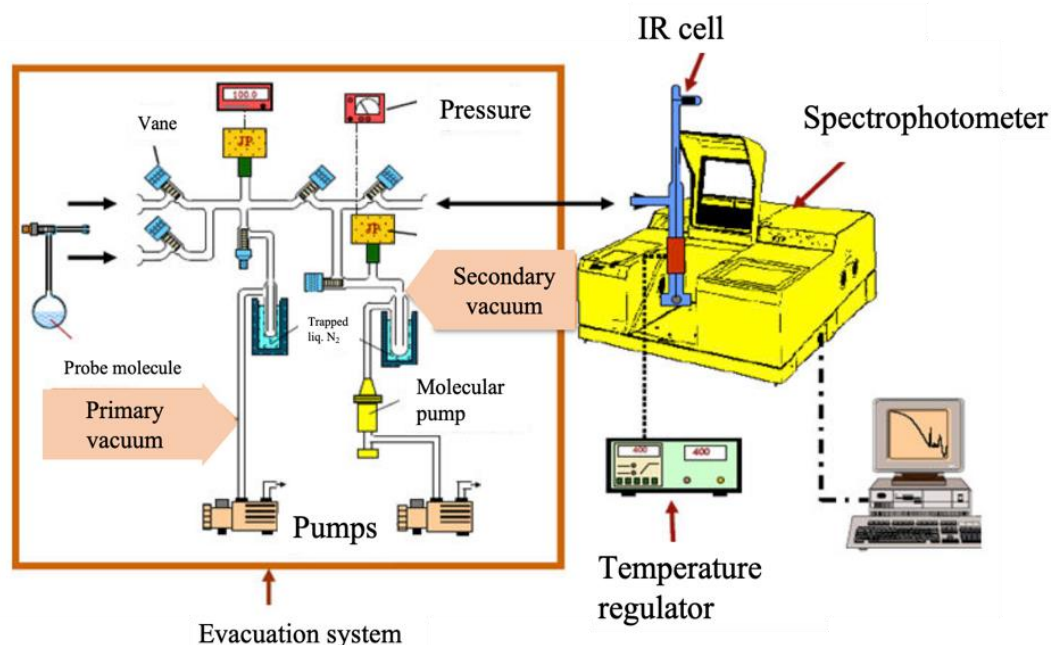 IR cell
Spectrophotometer
100.0
Pressure
Vane
JP
JP
Secondary
vacuum
Trapped
liq. N₂
Probe molecule
Primary
vacuum
Molecular
pump
400
400
Pumps
Temperature
regulator
Evacuation system